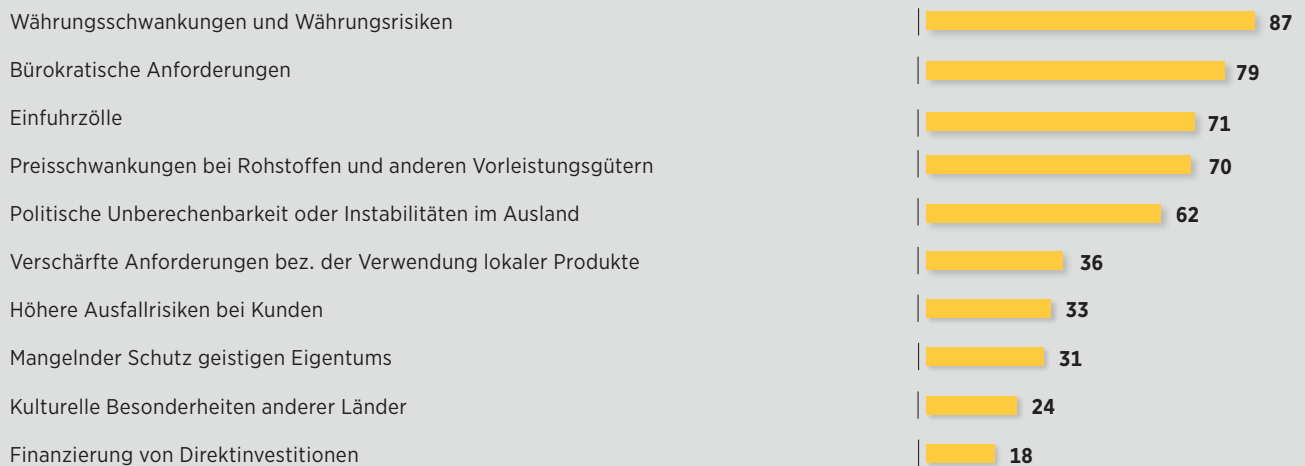 Währungsschwankungen und Währungsrisiken 87
Bürokratische Anforderungen 79
Einfuhrzölle 71
Preisschwankungen bei Rohstoffen und anderen Vorleistungsgütern 70
Politische Unberechenbarkeit oder Instabilitäten im Ausland 62
Verschärfte Anforderungen bez. der Verwendung lokaler Produkte 36
Höhere Ausfallrisiken bei Kunden 33
Mangelnder Schutz geistigen Eigentums 31
Kulturelle Besonderheiten anderer Länder 24
Finanzierung von Direktinvestitionen 18